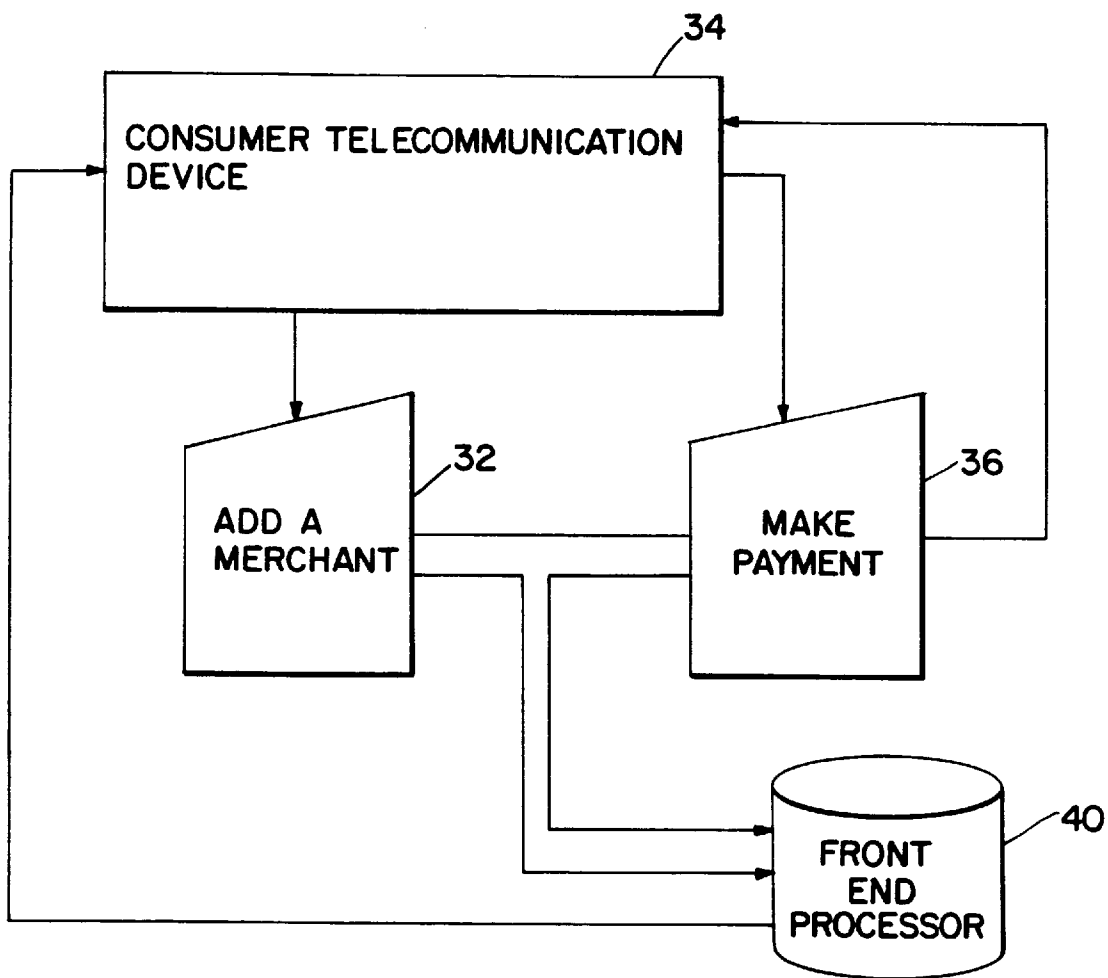 34
CONSUMER TELECOMMUNICATION
DEVICE
32
ADD A
MERCHANT
36
MAKE
PAYMENT
40
FRONT
END
PROCESSOR